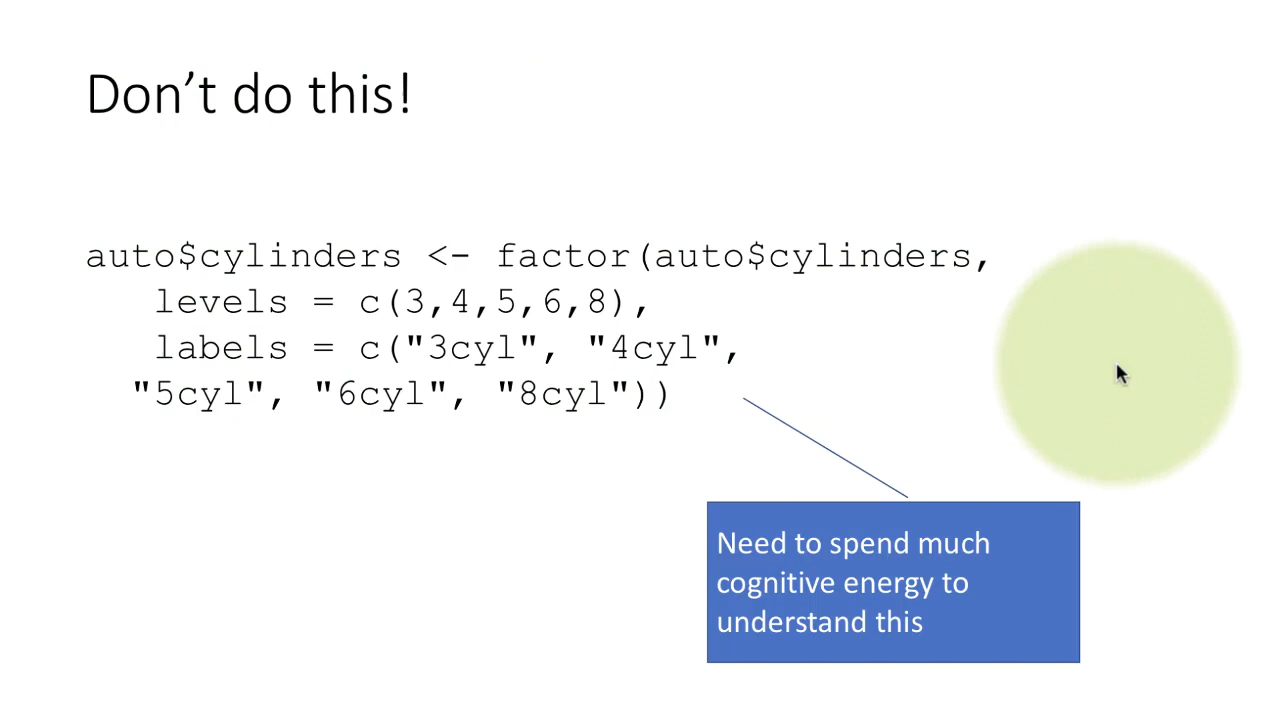 Don’t do this!
auto$cylinders <- factor(auto$cylinders,
levels = c(3,4,5,6,8),
labels = c("3cyl", "4cyl",
"5cyl", "6cyl", "8cyl"))
Need to spend much
cognitive energy to
understand this